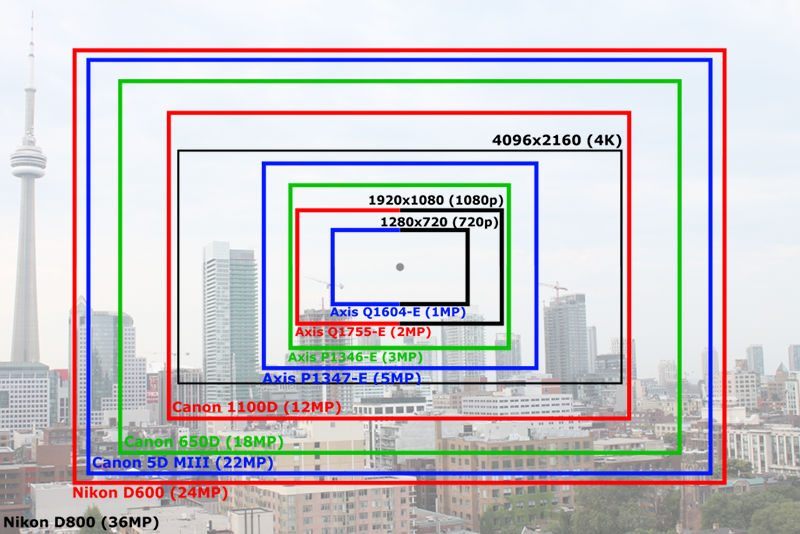 4096x2160 (4K)
1920x1080 (1080p)
1280x720 (720p)
Axis Q1604-E (1MP)
Axis Q1755-E (2MP)
Axis P1346-E (3MP)
Axis P1347-E (5MP)
Canon 1100D (12MP)
Canon 650D (18MP)
Canon 5D MIII (22MP)
Nikon D600 (24MP)
Nikon D800 (36MP)